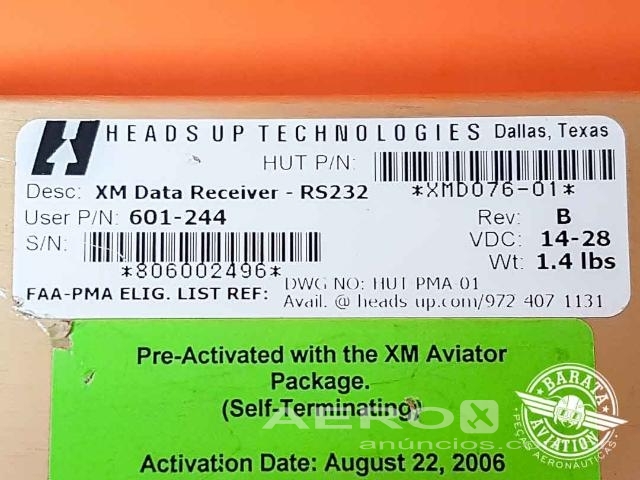 HEADS UP TECHNOLOGIES Dallas, Texas
HUT P/N:
Desc: XM Data Receiver - RS232 *XMD076-01*
User P/N: 601-244 Rev: B
S/N: VDC: 14-28
*806002496* Wt: 1.4 lbs
FAA-PMA ELIG. LIST REF: DWG NO: HUT PMA-01
Avail. @ heads up.com/972 407 1131
Pre-Activated with the XM Aviator
Package.
(Self-Terminating)
Activation Date: August 22, 2006
AERO X
anúncios.c
BARATA
AVIATION
PEÇAS AERONÁUTICAS